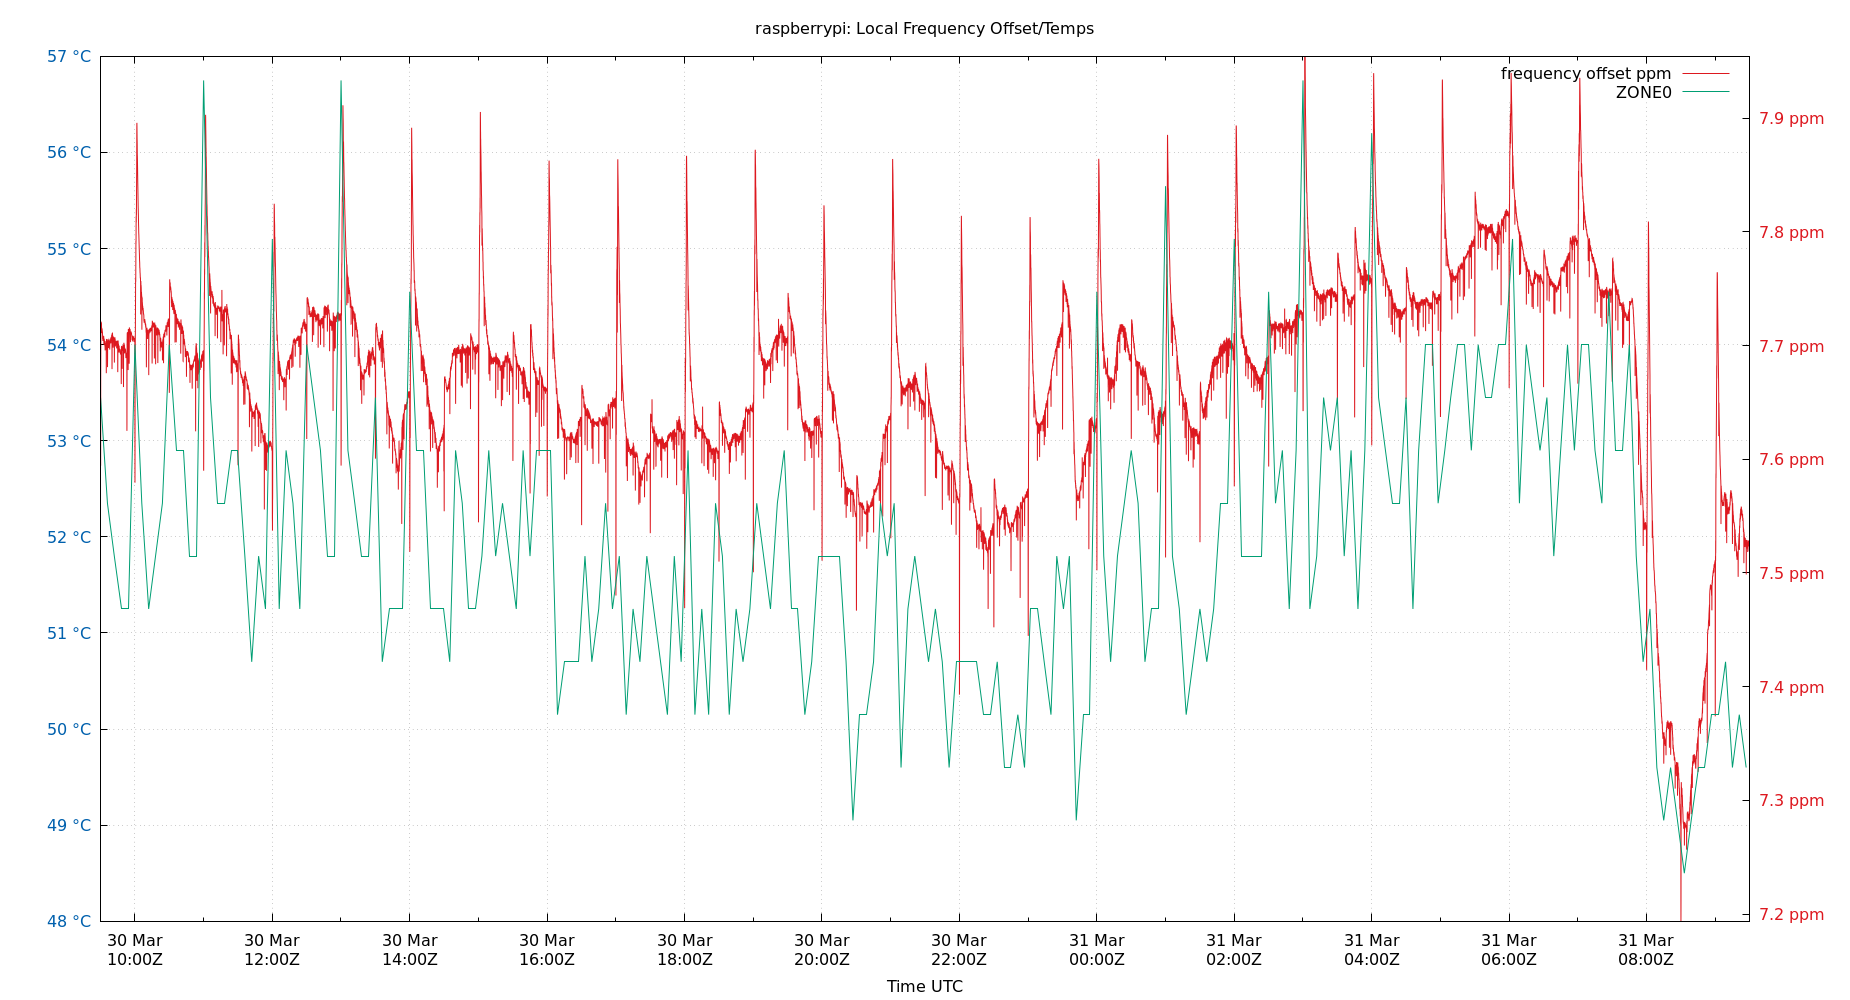 raspberrypi: Local Frequency Offset/Temps
57 °C
56 °C
55 °C
54 °C
53 °C
52 °C
51 °C
50 °C
49 °C
48 °C
frequency offset ppm
ZONE0
7.9 ppm
7.8 ppm
7.7 ppm
7.6 ppm
7.5 ppm
7.4 ppm
7.3 ppm
7.2 ppm
30 Mar 30 Mar 30 Mar 30 Mar 30 Mar 30 Mar 30 Mar 31 Mar 31 Mar 31 Mar 31 Mar 31 Mar
10:00Z 12:00Z 14:00Z 16:00Z 18:00Z 20:00Z 22:00Z 00:00Z 02:00Z 04:00Z 06:00Z 08:00Z
Time UTC